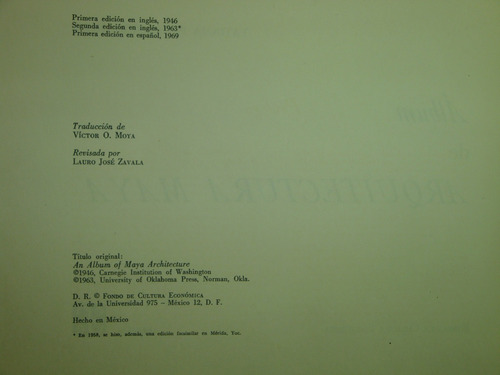 Primera edición en inglés, 1946
Segunda edición en inglés, 1963*
Primera edición en español, 1969
Álbum
ARQUITECTURA MAYA
Traducción de
VÍCTOR O. MOYA
Revisada por
LAURO JOSÉ ZAVALA
Título original:
An Album of Maya Architecture
©1946, Carnegie Institution of Washington
©1963, University of Oklahoma Press, Norman, Okla.
D. R. © FONDO DE CULTURA ECONÓMICA
Av. de la Universidad 975 – México 12, D. F.
Hecho en México
* En 1968, se hizo, además, una edición facsimilar en Mérida, Yuc.